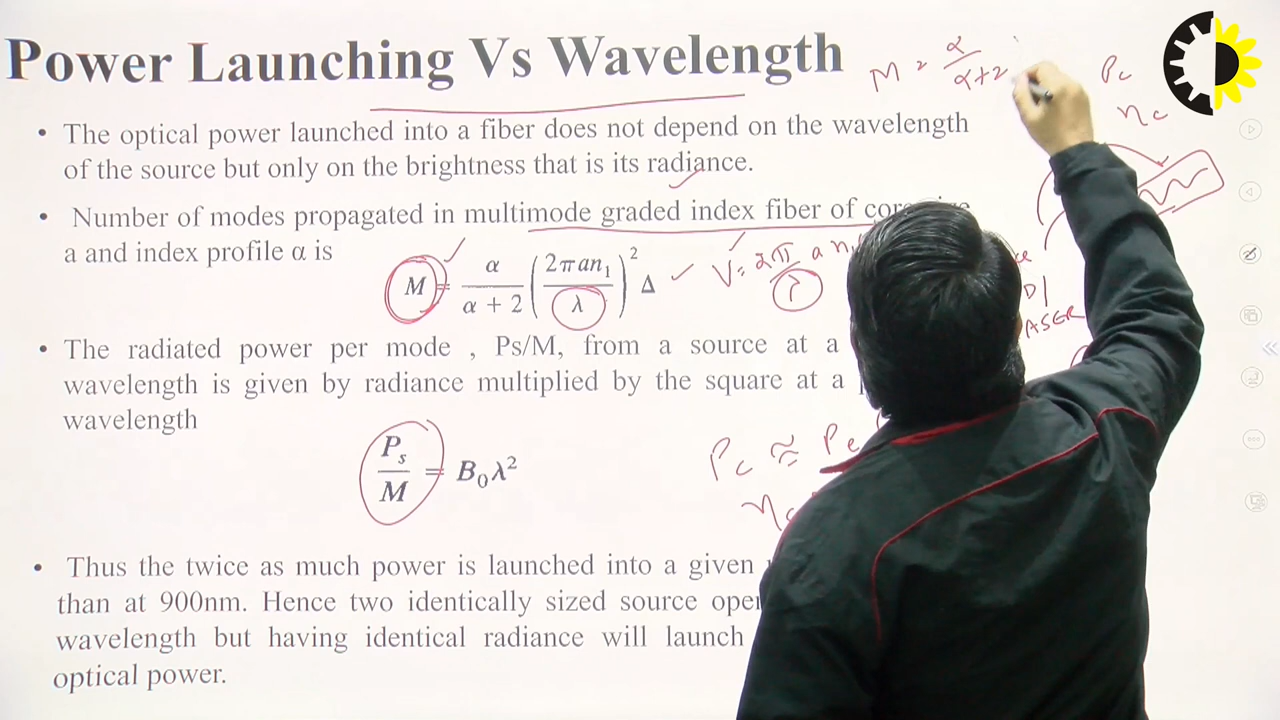 Power Launching Vs Wavelength
M = α / α+2
Pc
ηc
• The optical power launched into a fiber does not depend on the wavelength
of the source but only on the brightness that is its radiance.
• Number of modes propagated in multimode graded index fiber of core
a and index profile α is
M = α / α + 2 (2πan₁ / λ)² Δ
V = 2π / λ a n
ASER
• The radiated power per mode , Ps/M, from a source at a
wavelength is given by radiance multiplied by the square at a
wavelength
Ps / M = B₀λ²
Pc ≈ Pe
ηc
• Thus the twice as much power is launched into a given
than at 900nm. Hence two identically sized source
wavelength but having identical radiance will launch
optical power.